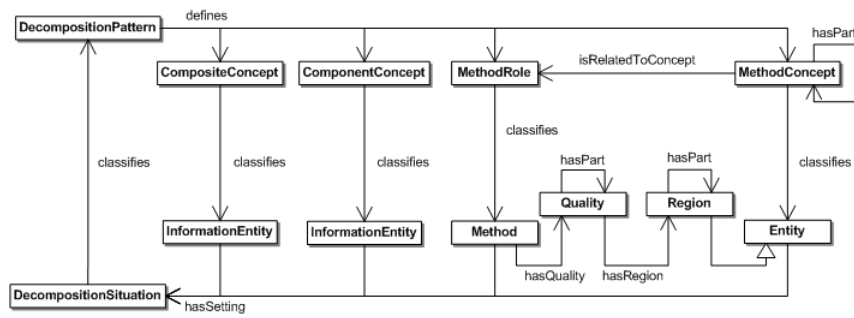 defines
DecompositionPattern
hasPart
CompositeConcept
ComponentConcept
MethodRole
isRelatedToConcept
MethodConcept
classifies
classifies
classifies
classifies
classifies
hasPart
hasPart
Quality
Region
InformationEntity
InformationEntity
Method
Entity
hasQuality
hasRegion
DecompositionSituation
hasSetting